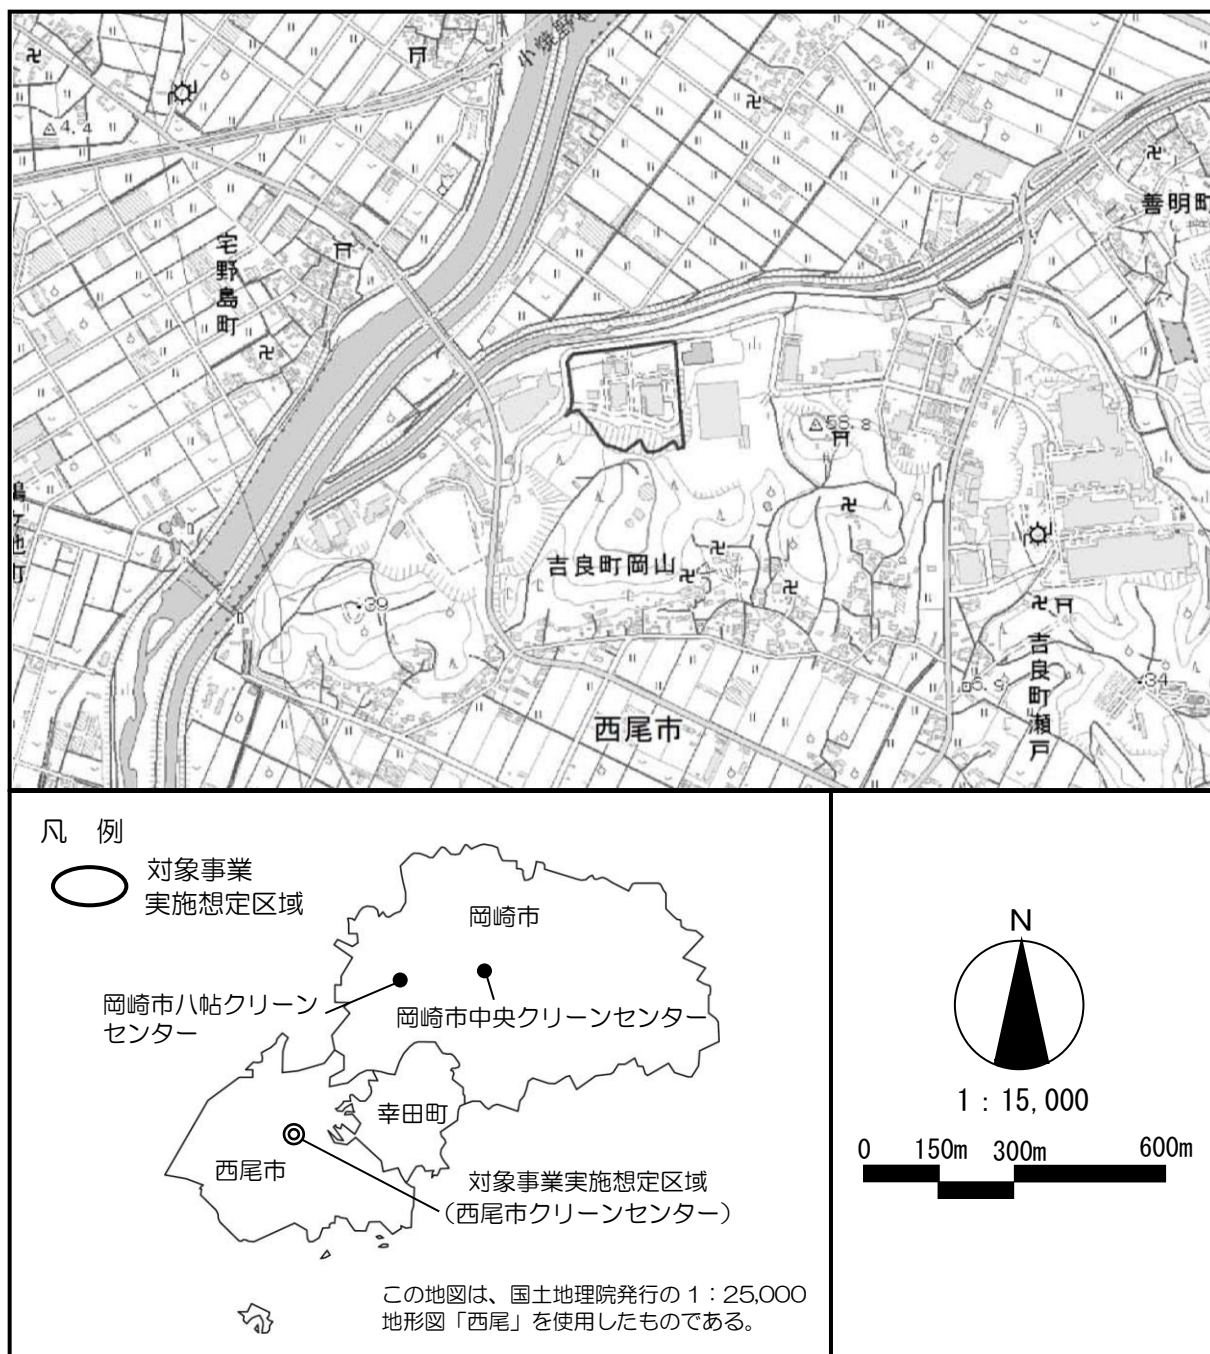 小焼野
4.4
宅野島町
善明町
58.8
吉良町岡山
39
吉良町瀬戸
5.9
34
西尾市
凡 例
対象事業
実施想定区域
岡崎市
岡崎市八帖クリーン
センター
岡崎市中央クリーンセンター
幸田町
西尾市
対象事業実施想定区域
(西尾市クリーンセンター)
この地図は、国土地理院発行の 1:25,000
地形図「西尾」を使用したものである。
N
1 : 15,000
0 150m 300m 600m